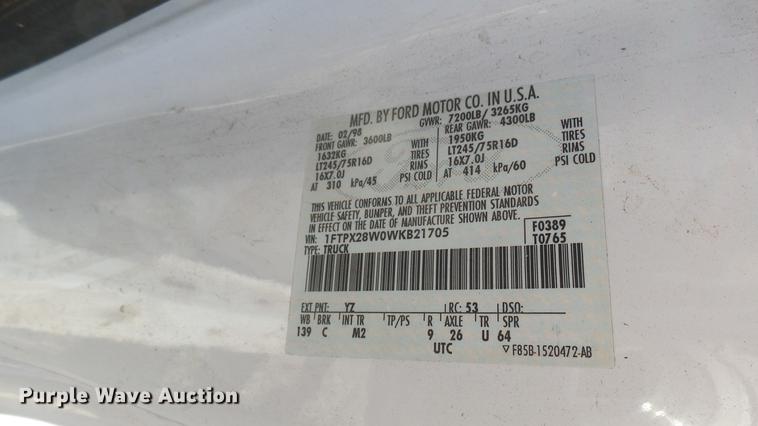 MFD. BY FORD MOTOR CO. IN U.S.A.
DATE: 02/98 GVWR: 7200LB/ 3265KG
FRONT GAWR: 3600LB REAR GAWR: 4300LB
1632KG WITH 1950KG WITH
LT245/75R16D TIRES LT245/75R16D TIRES
16X7.0J RIMS 16X7.0J RIMS
AT 310 kPa/45 PSI COLD AT 414 kPa/60 PSI COLD
THIS VEHICLE CONFORMS TO ALL APPLICABLE FEDERAL MOTOR
VEHICLE SAFETY, BUMPER, AND THEFT PREVENTION STANDARDS
IN EFFECT ON THE DATE OF MANUFACTURE SHOWN ABOVE.
VIN: 1FTPX28W0WKB21705 F0389
TYPE: TRUCK T0765
EXT PNT: YZ RC: 53 DSO:
WB BRK INT TR TP/PS R AXLE TR SPR
139 C M2 9 26 U 64
UTC ▽F85B-1520472-AB
Purple Wave Auction